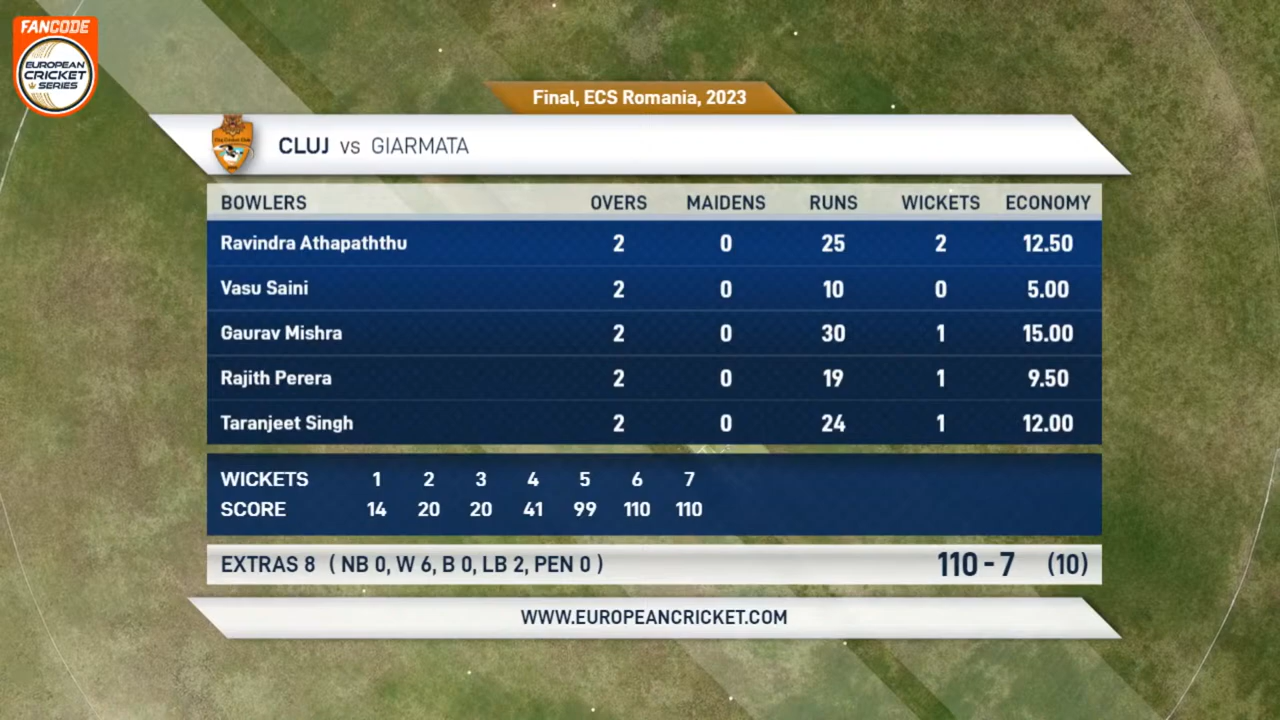 FANCODE
EUROPEAN
CRICKET
SERIES
Final, ECS Romania, 2023
CLUJ vs GIARMATA
BOWLERS OVERS MAIDENS RUNS WICKETS ECONOMY
Ravindra Athapaththu 2 0 25 2 12.50
Vasu Saini 2 0 10 0 5.00
Gaurav Mishra 2 0 30 1 15.00
Rajith Perera 2 0 19 1 9.50
Taranjeet Singh 2 0 24 1 12.00
WICKETS 1 2 3 4 5 6 7
SCORE 14 20 20 41 99 110 110
EXTRAS 8 ( NB 0, W 6, B 0, LB 2, PEN 0 ) 110 - 7 (10)
WWW.EUROPEANCRICKET.COM